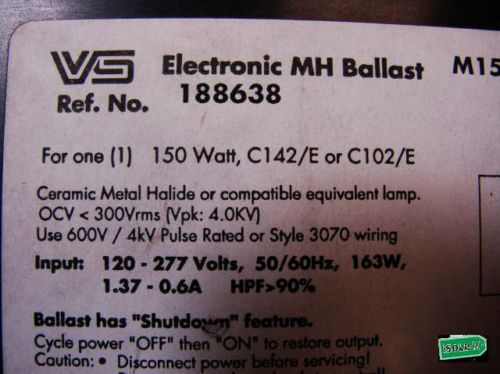 VS Electronic MH Ballast M15
Ref. No. 188638
For one (1) 150 Watt, C142/E or C102/E
Ceramic Metal Halide or compatible equivalent lamp.
OCV < 300Vrms (Vpk: 4.0KV)
Use 600V / 4kV Pulse Rated or Style 3070 wiring
Input: 120 - 277 Volts, 50/60Hz, 163W,
1.37 - 0.6A HPF>90%
Ballast has "Shutdown" feature.
Cycle power "OFF" then "ON" to restore output.
Caution: • Disconnect power before servicing!